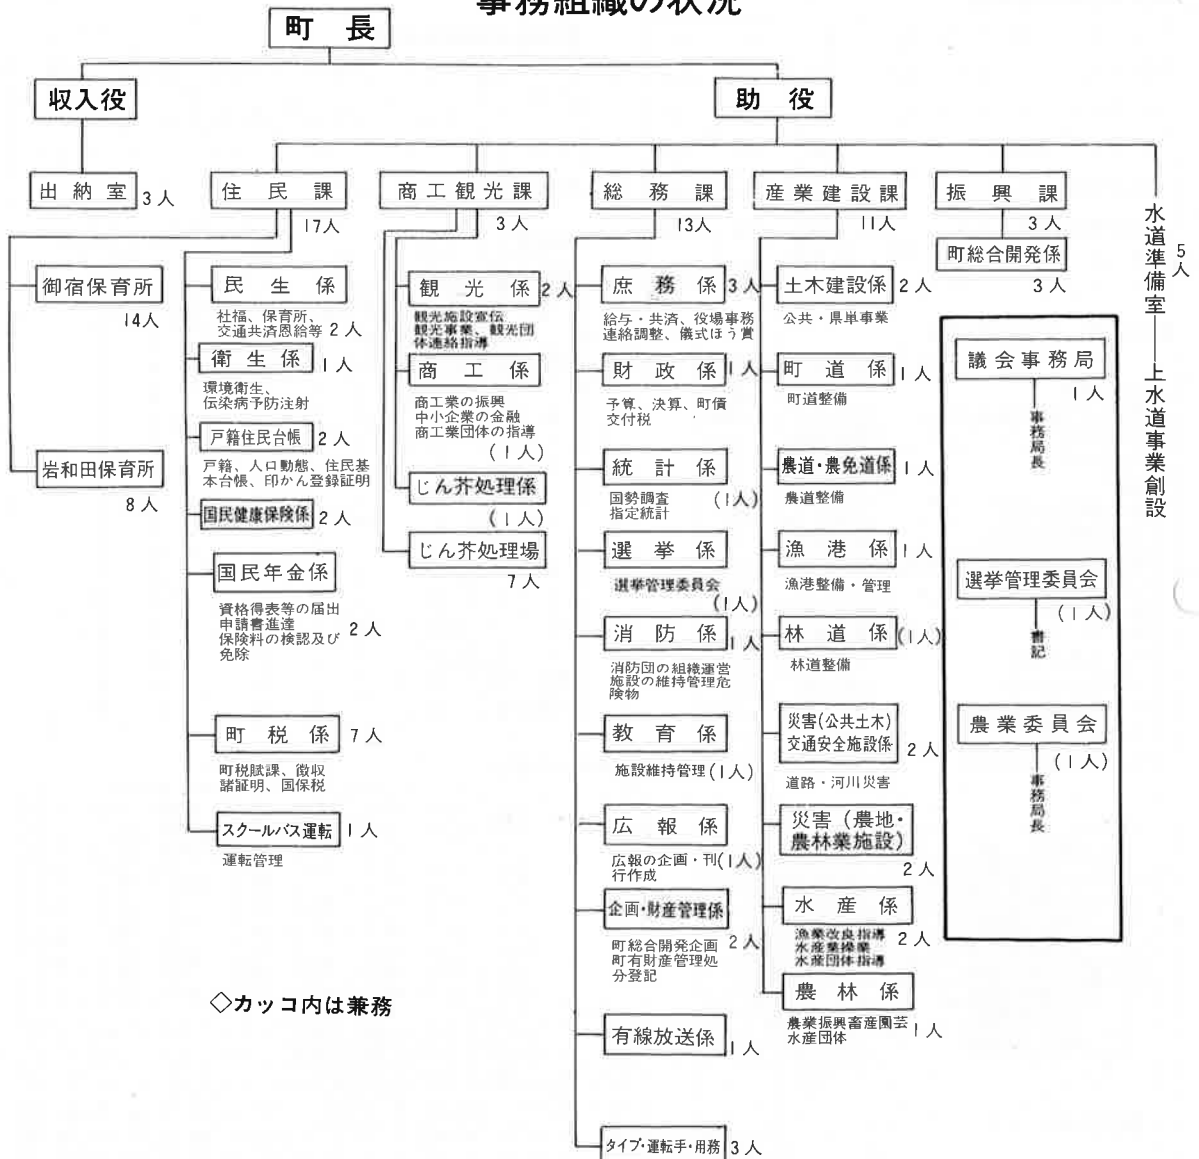 事務組織の状況
町長
収入役
助役
出納室 3人
住民課
17人
商工観光課
3人
総務課
13人
産業建設課
11人
振興課
3人
町総合開発係
3人
水道準備室――上水道事業創設
5人
御宿保育所
14人
岩和田保育所
8人
民生係
社福、保育所、
交通共済恩給等 2人
衛生係 1人
環境衛生、
伝染病予防注射
戸籍住民台帳 2人
戸籍、人口動態、住民基
本台帳、印かん登録証明
国民健康保険係 2人
国民年金係
資格得表等の届出
申請書進達
保険料の検認及び
免除
2人
町税係 7人
町税賦課、徴収
諸証明、国保税
スクールバス運転 1人
運転管理
観光係 2人
観光施設宣伝
観光事業、観光団
体連絡指導
商工係
商工業の振興
中小企業の金融
商工業団体の指導
(1人)
じん芥処理係
(1人)
じん芥処理場
7人
庶務係 3人
給与・共済、役場事務
連絡調整、儀式ほう賞
財政係 1人
予算、決算、町債
交付税
統計係
国勢調査
指定統計
(1人)
選挙係
選挙管理委員会
(1人)
消防係 1人
消防団の組織運営
施設の維持管理危
険物
教育係
施設維持管理 (1人)
広報係
広報の企画・刊
行作成
(1人)
企画・財産管理係
町総合開発企画
町有財産管理処
分登記
2人
有線放送係
1人
タイプ・運転手・用務 3人
土木建設係 2人
公共・県単事業
町道係 1人
町道整備
農道・農免道係 1人
農道整備
漁港係 1人
漁港整備・管理
林道係 (1人)
林道整備
災害(公共土木)
交通安全施設係
2人
道路・河川災害
災害(農地・
農林業施設)
2人
水産係
漁業改良指導
水産業操業
水産団体指導
2人
農林係
農業振興畜産園芸
水産団体
1人
議会事務局
1人
事務局長
選挙管理委員会
(1人)
書記
農業委員会
(1人)
事務局長
◇カッコ内は兼務